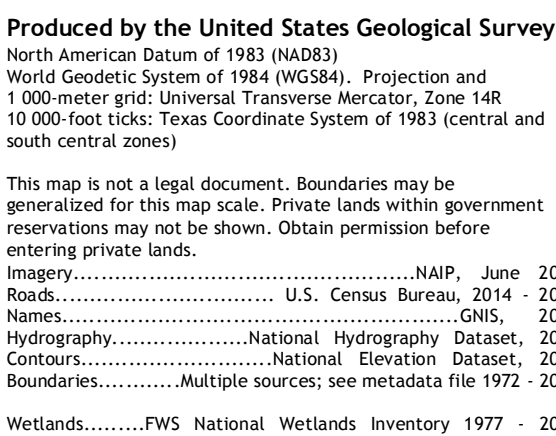 Produced by the United States Geological Survey
North American Datum of 1983 (NAD83)
World Geodetic System of 1984 (WGS84). Projection and
1 000-meter grid: Universal Transverse Mercator, Zone 14R
10 000-foot ticks: Texas Coordinate System of 1983 (central and
south central zones)
This map is not a legal document. Boundaries may be
generalized for this map scale. Private lands within government
reservations may not be shown. Obtain permission before
entering private lands.
Imagery..................................................NAIP, June 20
Roads................................ U.S. Census Bureau, 2014 - 20
Names..........................................................GNIS, 20
Hydrography....................National Hydrography Dataset, 20
Contours............................National Elevation Dataset, 20
Boundaries............Multiple sources; see metadata file 1972 - 20
Wetlands.........FWS National Wetlands Inventory 1977 - 20